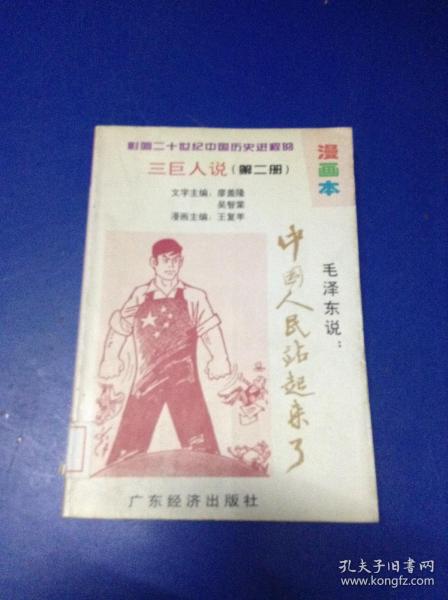 影响二十世纪中国历史进程的
三巨人说（第二册）
漫画本
文字主编：廖盖隆
吴智棠
漫画主编：王复羊
毛泽东说：
中国人民站起来了
广东经济出版社
孔夫子旧书网
www.kongfz.com